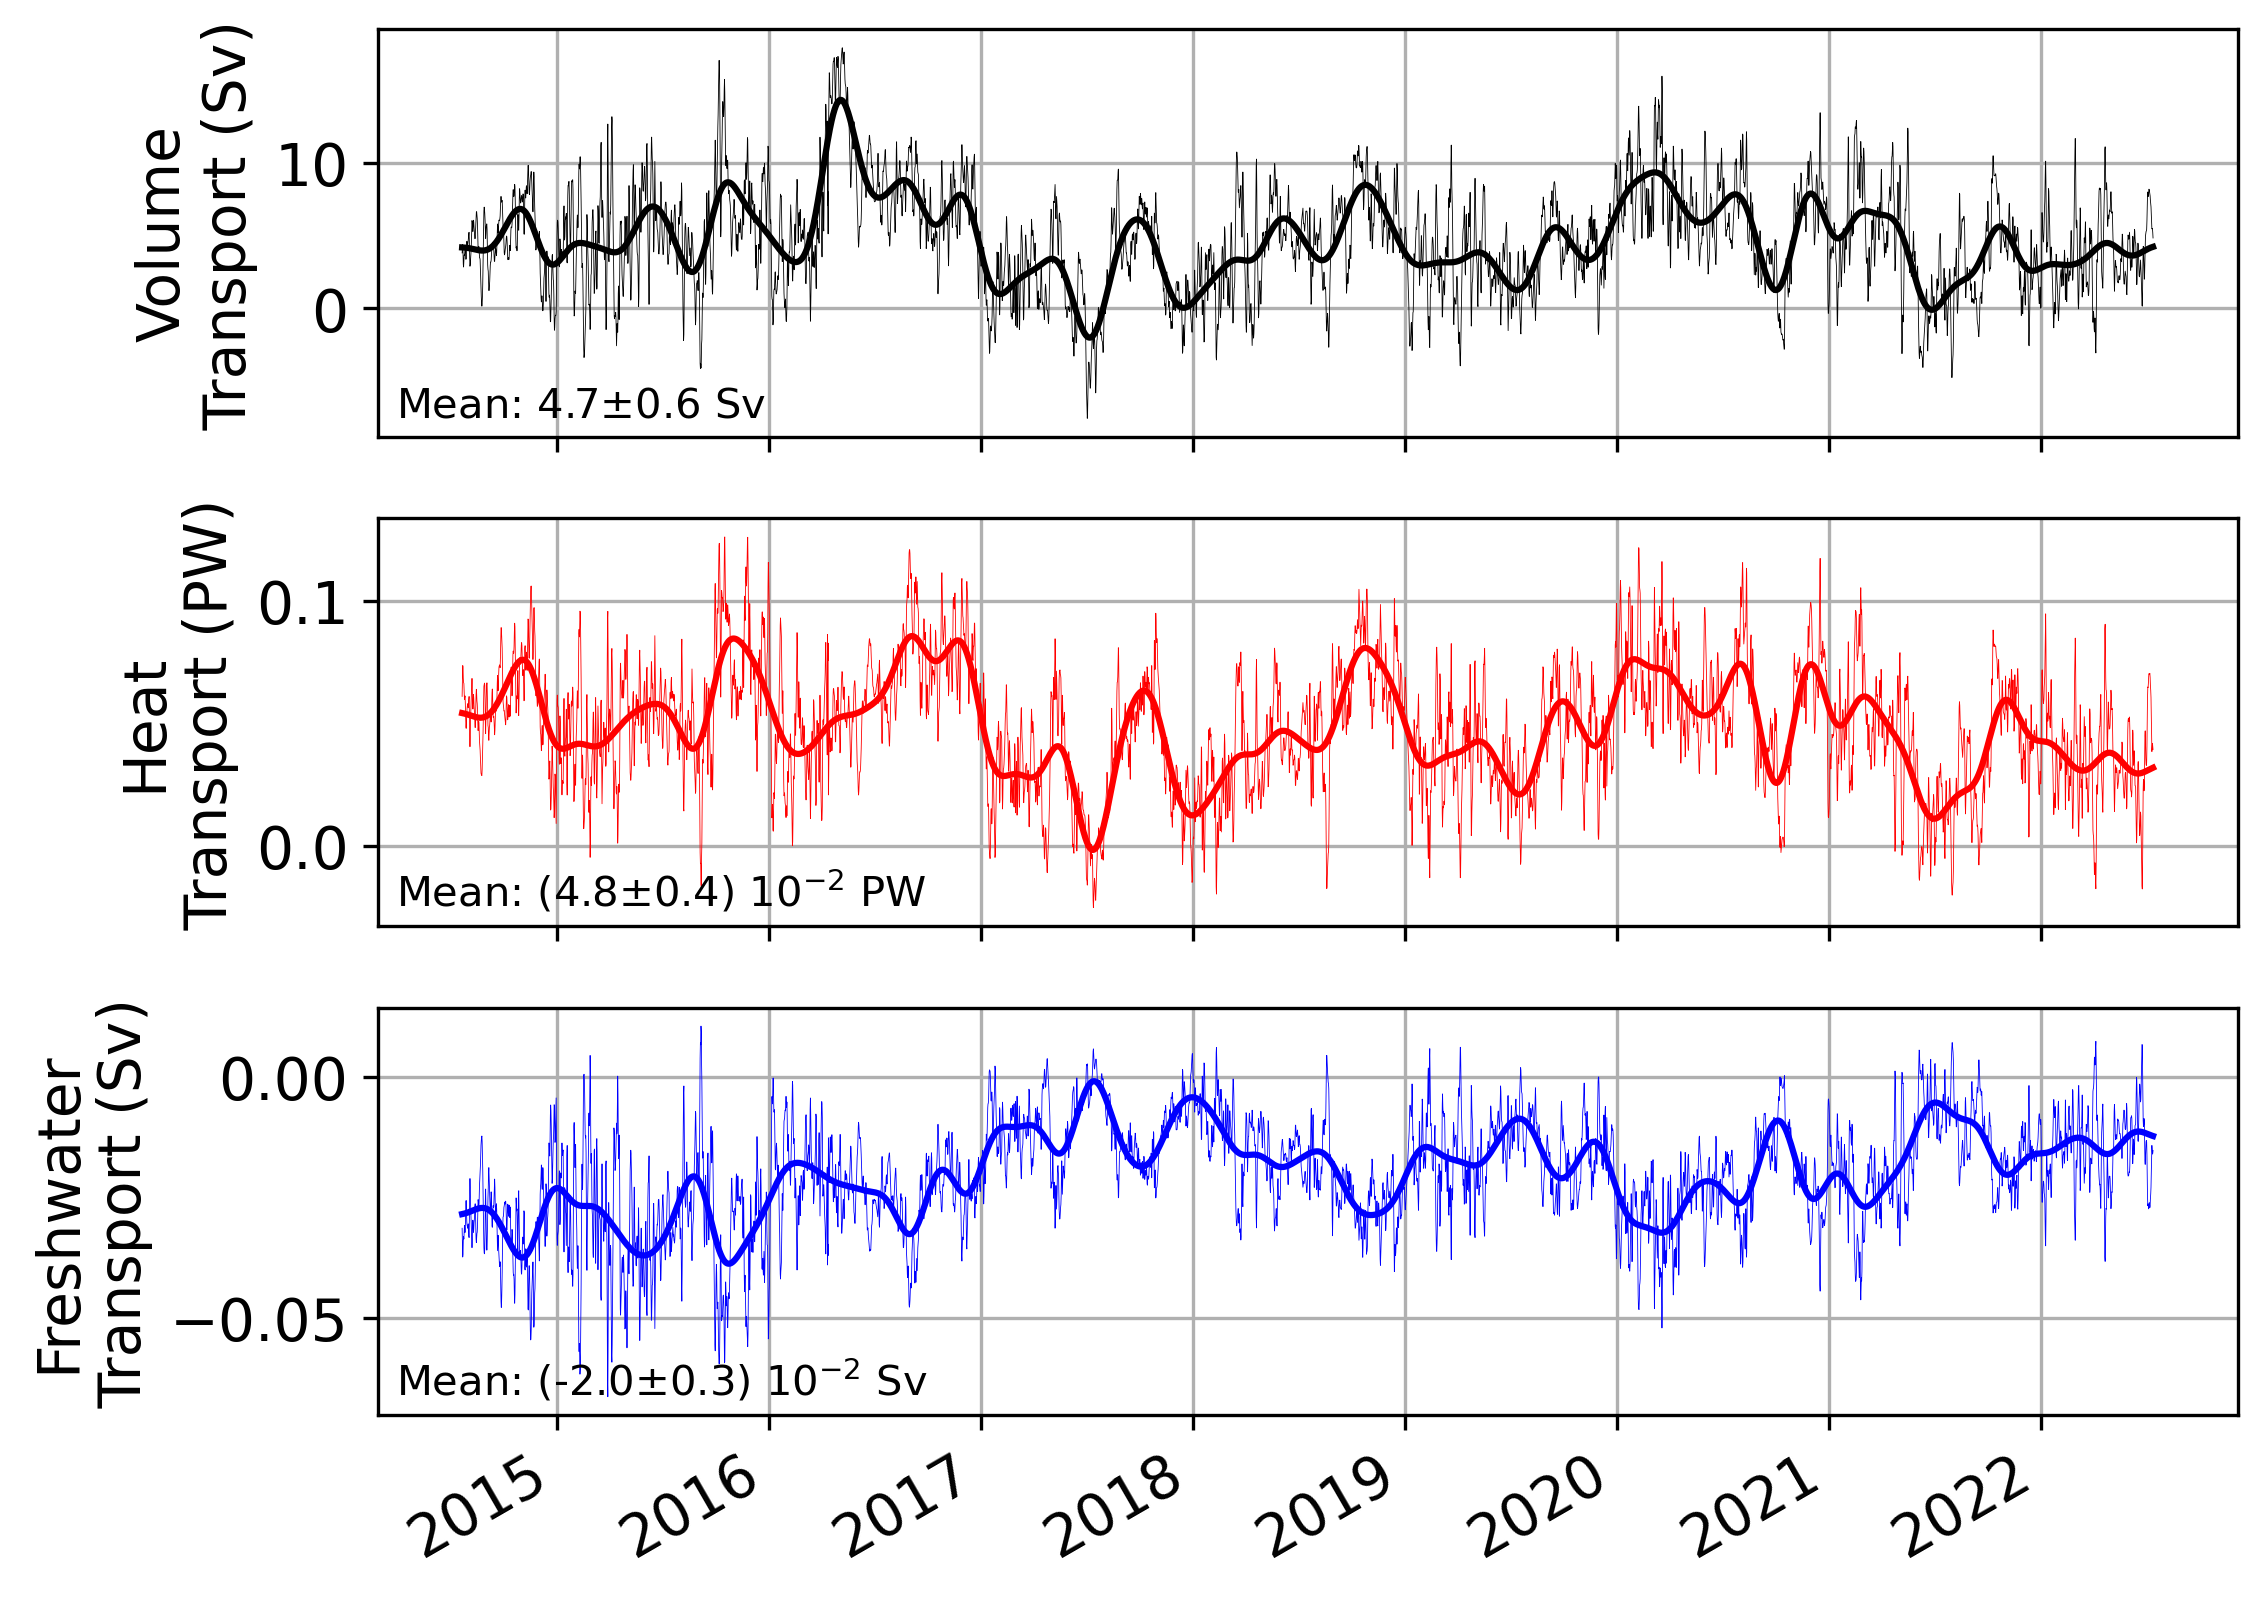 Volume
Transport (Sv)
10
0
Mean: 4.7±0.6 Sv
Heat
Transport (PW)
0.1
0.0
Mean: (4.8±0.4) 10⁻² PW
Freshwater
Transport (Sv)
0.00
−0.05
Mean: (-2.0±0.3) 10⁻² Sv
2015 2016 2017 2018 2019 2020 2021 2022